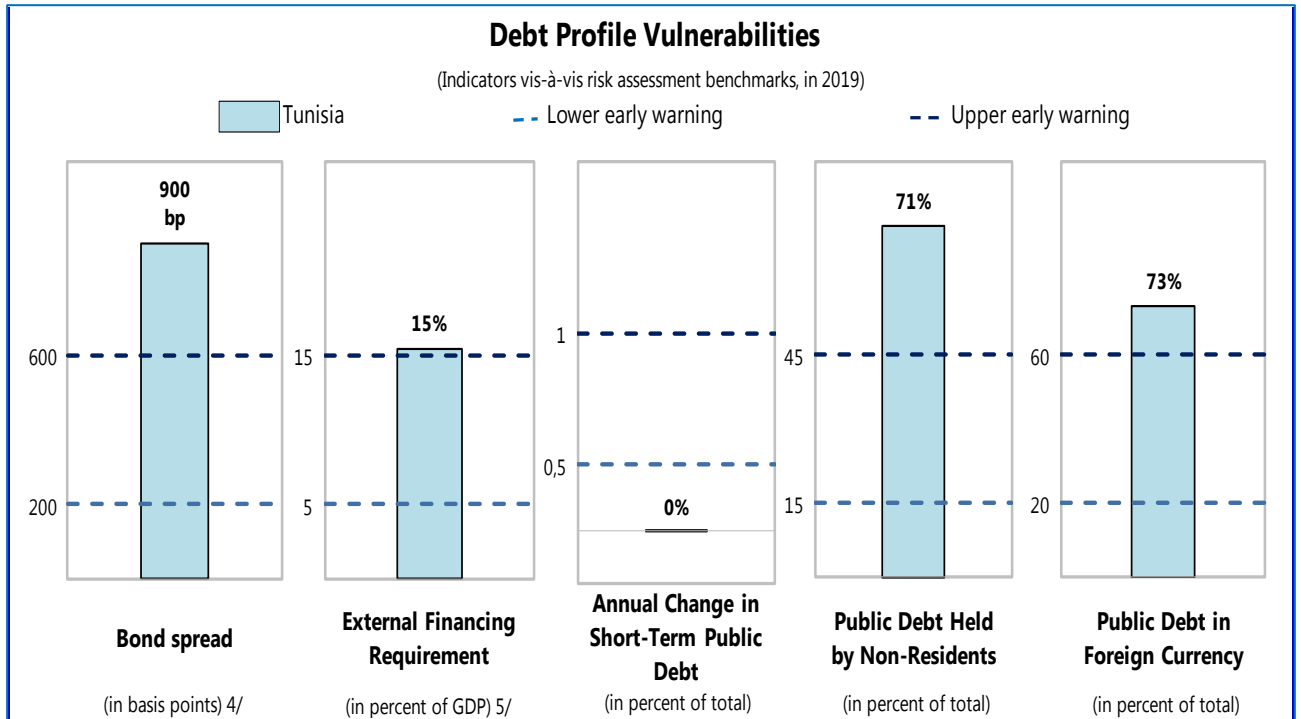 Debt Profile Vulnerabilities
(Indicators vis-à-vis risk assessment benchmarks, in 2019)
Tunisia
Lower early warning
Upper early warning
900
bp
600
200
Bond spread
(in basis points) 4/
15%
15
5
External Financing
Requirement
(in percent of GDP) 5/
1
0,5
0%
Annual Change in
Short-Term Public
Debt
(in percent of total)
71%
45
15
Public Debt Held
by Non-Residents
(in percent of total)
73%
60
20
Public Debt in
Foreign Currency
(in percent of total)